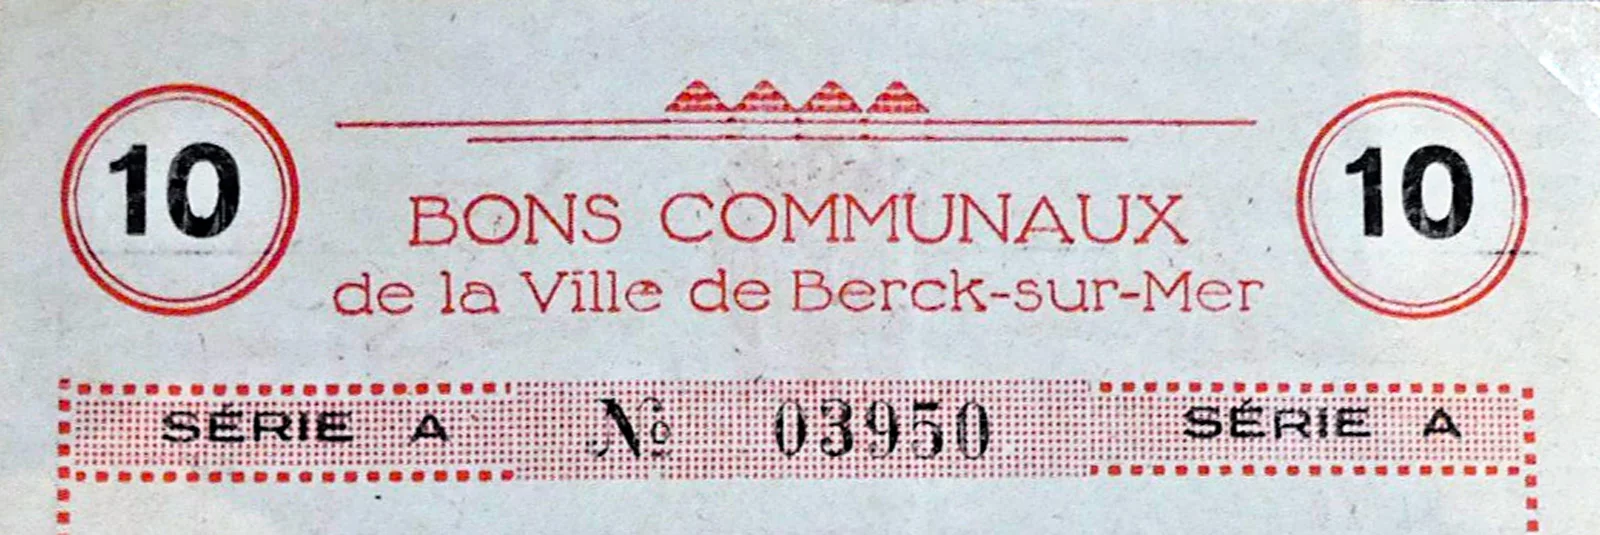 10 10
BONS COMMUNAUX
de la Ville de Berck-sur-Mer
SÉRIE A № 03950 SÉRIE A